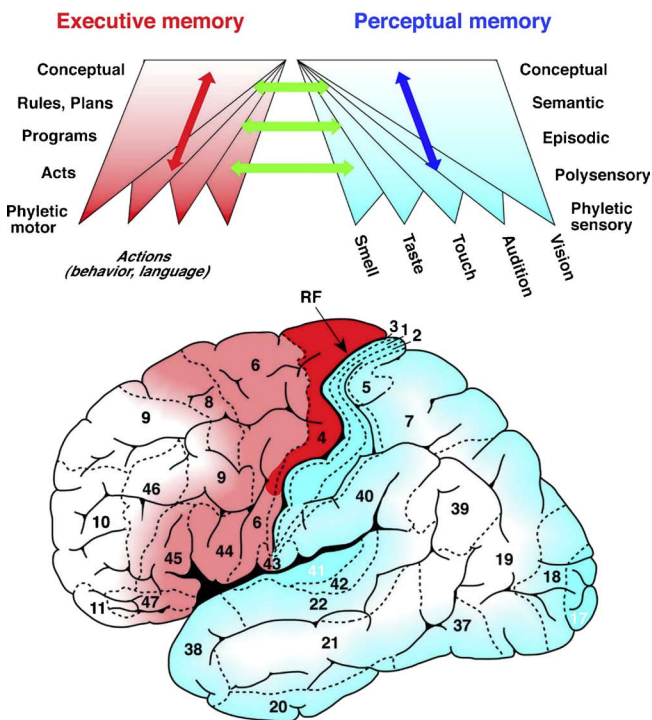 Executive memory
Perceptual memory
Conceptual
Rules, Plans
Programs
Acts
Phyletic
motor
Actions
(behavior, language)
Conceptual
Semantic
Episodic
Polysensory
Phyletic
sensory
Smell
Taste
Touch
Audition
Vision
RF
3 1 2
6
5
8
9
7
4
46
9
40
39
10
6
45
44
43
41
42
19
18
17
47
11
22
21
37
38
20